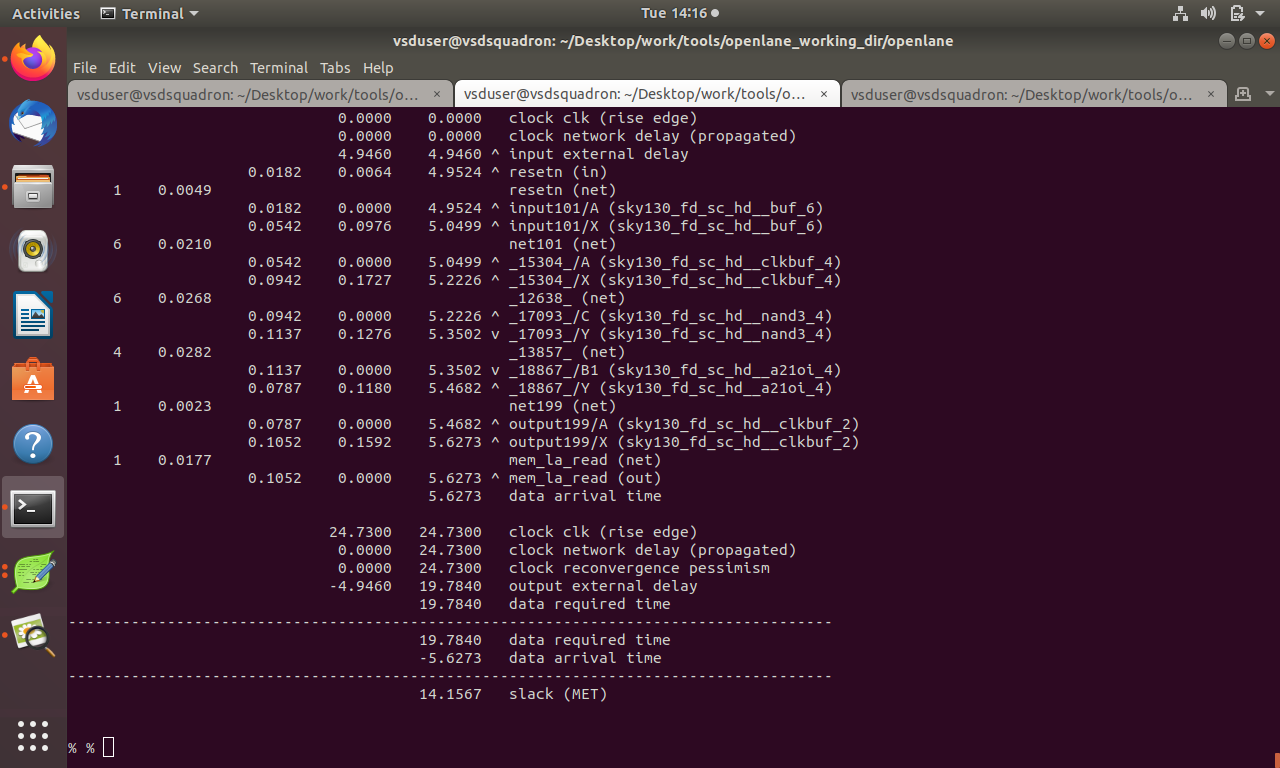 Activities Terminal Tue 14:16
vsduser@vsdsquadron: ~/Desktop/work/tools/openlane_working_dir/openlane
File Edit View Search Terminal Tabs Help
vsduser@vsdsquadron: ~/Desktop/work/tools/o... × vsduser@vsdsquadron: ~/Desktop/work/tools/o... × vsduser@vsdsquadron: ~/Desktop/work/tools/o... ×
0.0000 0.0000 clock clk (rise edge)
0.0000 0.0000 clock network delay (propagated)
4.9460 4.9460 ^ input external delay
0.0182 0.0064 4.9524 ^ resetn (in)
1 0.0049 resetn (net)
0.0182 0.0000 4.9524 ^ input101/A (sky130_fd_sc_hd__buf_6)
0.0542 0.0976 5.0499 ^ input101/X (sky130_fd_sc_hd__buf_6)
6 0.0210 net101 (net)
0.0542 0.0000 5.0499 ^ _15304_/A (sky130_fd_sc_hd__clkbuf_4)
0.0942 0.1727 5.2226 ^ _15304_/X (sky130_fd_sc_hd__clkbuf_4)
6 0.0268 _12638_ (net)
0.0942 0.0000 5.2226 ^ _17093_/C (sky130_fd_sc_hd__nand3_4)
0.1137 0.1276 5.3502 v _17093_/Y (sky130_fd_sc_hd__nand3_4)
4 0.0282 _13857_ (net)
0.1137 0.0000 5.3502 v _18867_/B1 (sky130_fd_sc_hd__a21oi_4)
0.0787 0.1180 5.4682 ^ _18867_/Y (sky130_fd_sc_hd__a21oi_4)
1 0.0023 net199 (net)
0.0787 0.0000 5.4682 ^ output199/A (sky130_fd_sc_hd__clkbuf_2)
0.1052 0.1592 5.6273 ^ output199/X (sky130_fd_sc_hd__clkbuf_2)
1 0.0177 mem_la_read (net)
0.1052 0.0000 5.6273 ^ mem_la_read (out)
5.6273 data arrival time
24.7300 24.7300 clock clk (rise edge)
0.0000 24.7300 clock network delay (propagated)
0.0000 24.7300 clock reconvergence pessimism
-4.9460 19.7840 output external delay
19.7840 data required time
-------------------------------------------------------------------------------------
19.7840 data required time
-5.6273 data arrival time
-------------------------------------------------------------------------------------
14.1567 slack (MET)
% %